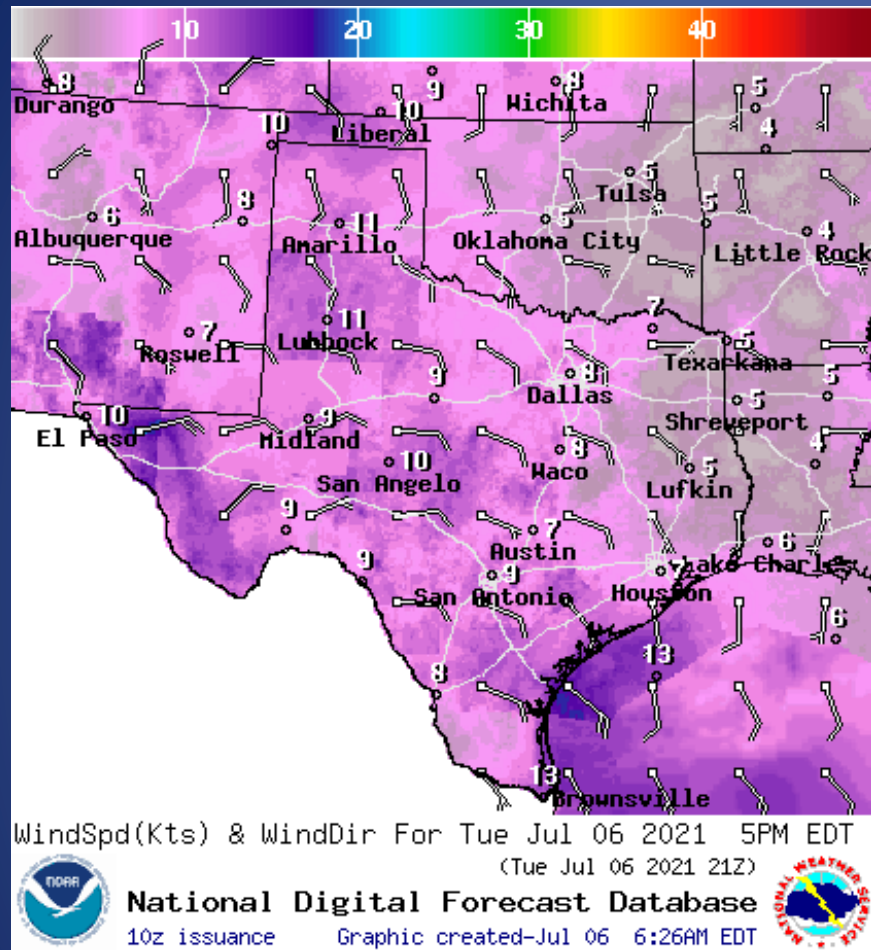 10 20 30 40
8 9 8 5
Durango Wichita
10 10 4
Liberal
5
Tulsa
6 8 11 5 5 4
Albuquerque Amarillo Oklahoma City Little Rock
7 11 7 5
Roswell Lubbock Texarkana
9 8 5 5
Dallas
10 9 Shreveport
El Paso Midland
10 8 5 4
San Angelo Waco Lufkin
9 7 6
Austin
9 9 Lake Charles
San Antonio Houston
6
8 13
13
Brownsville
WindSpd(Kts) & WindDir For Tue Jul 06 2021 5PM EDT
(Tue Jul 06 2021 21Z)
NOAA
National Digital Forecast Database
10z issuance Graphic created-Jul 06 6:26AM EDT
NATIONAL WEATHER SERVICE